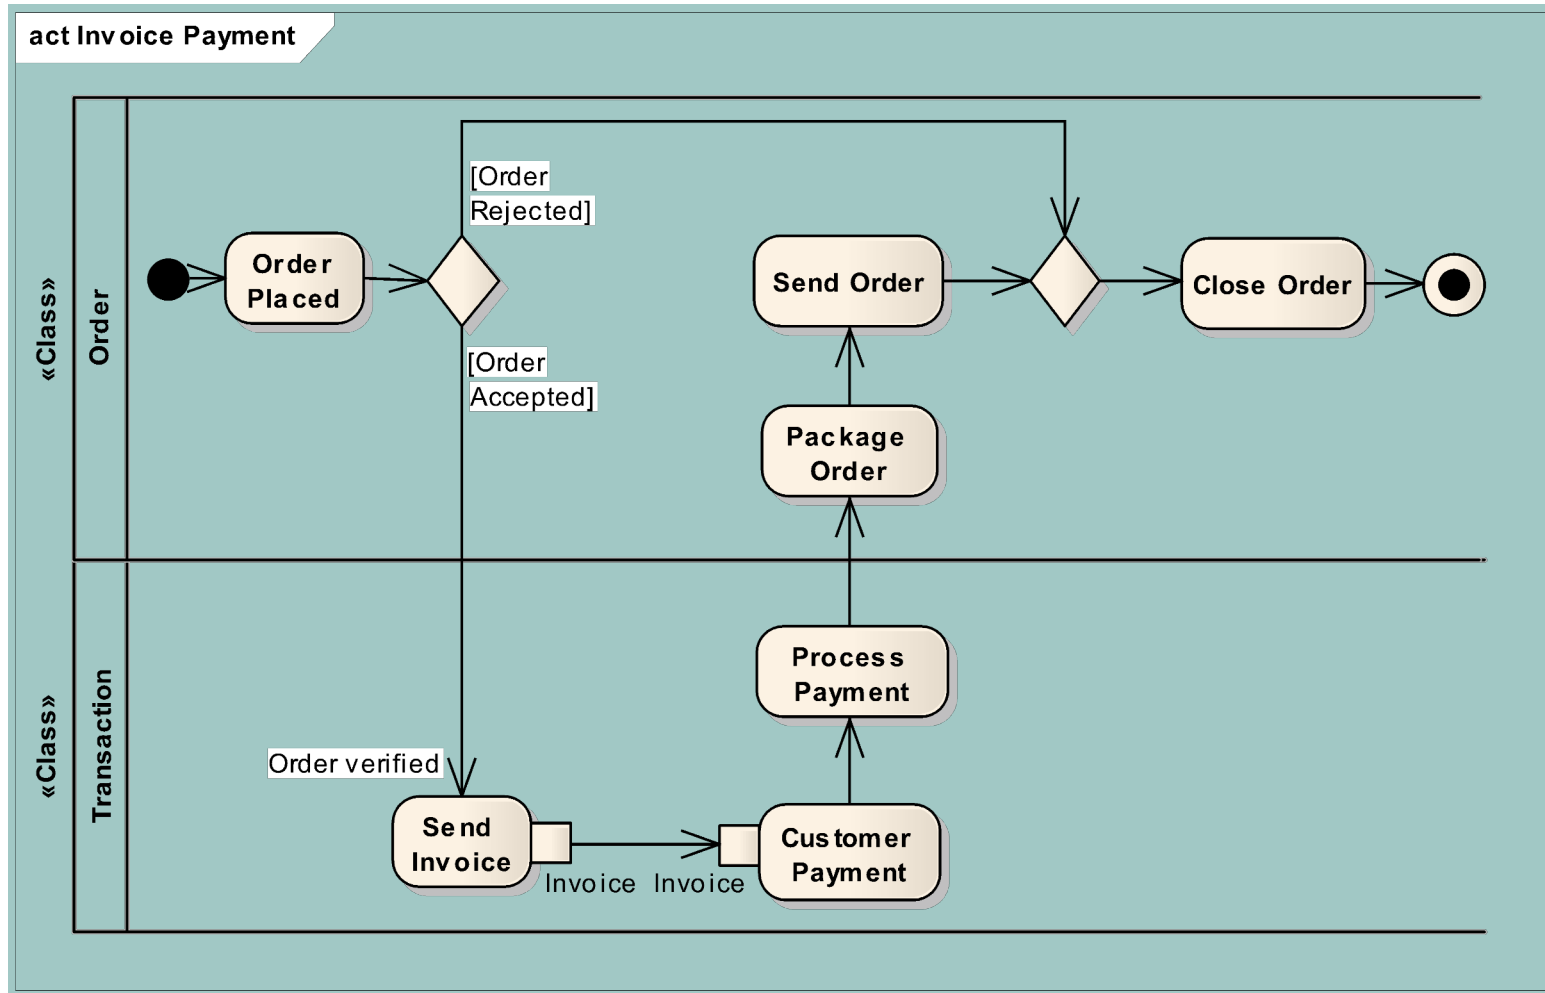 act Invoice Payment
«Class»
Order
[Order
Rejected]
Order
Placed
Send Order
Close Order
[Order
Accepted]
Package
Order
«Class»
Transaction
Process
Payment
Order verified
Send
Invoice
Customer
Payment
Invoice
Invoice